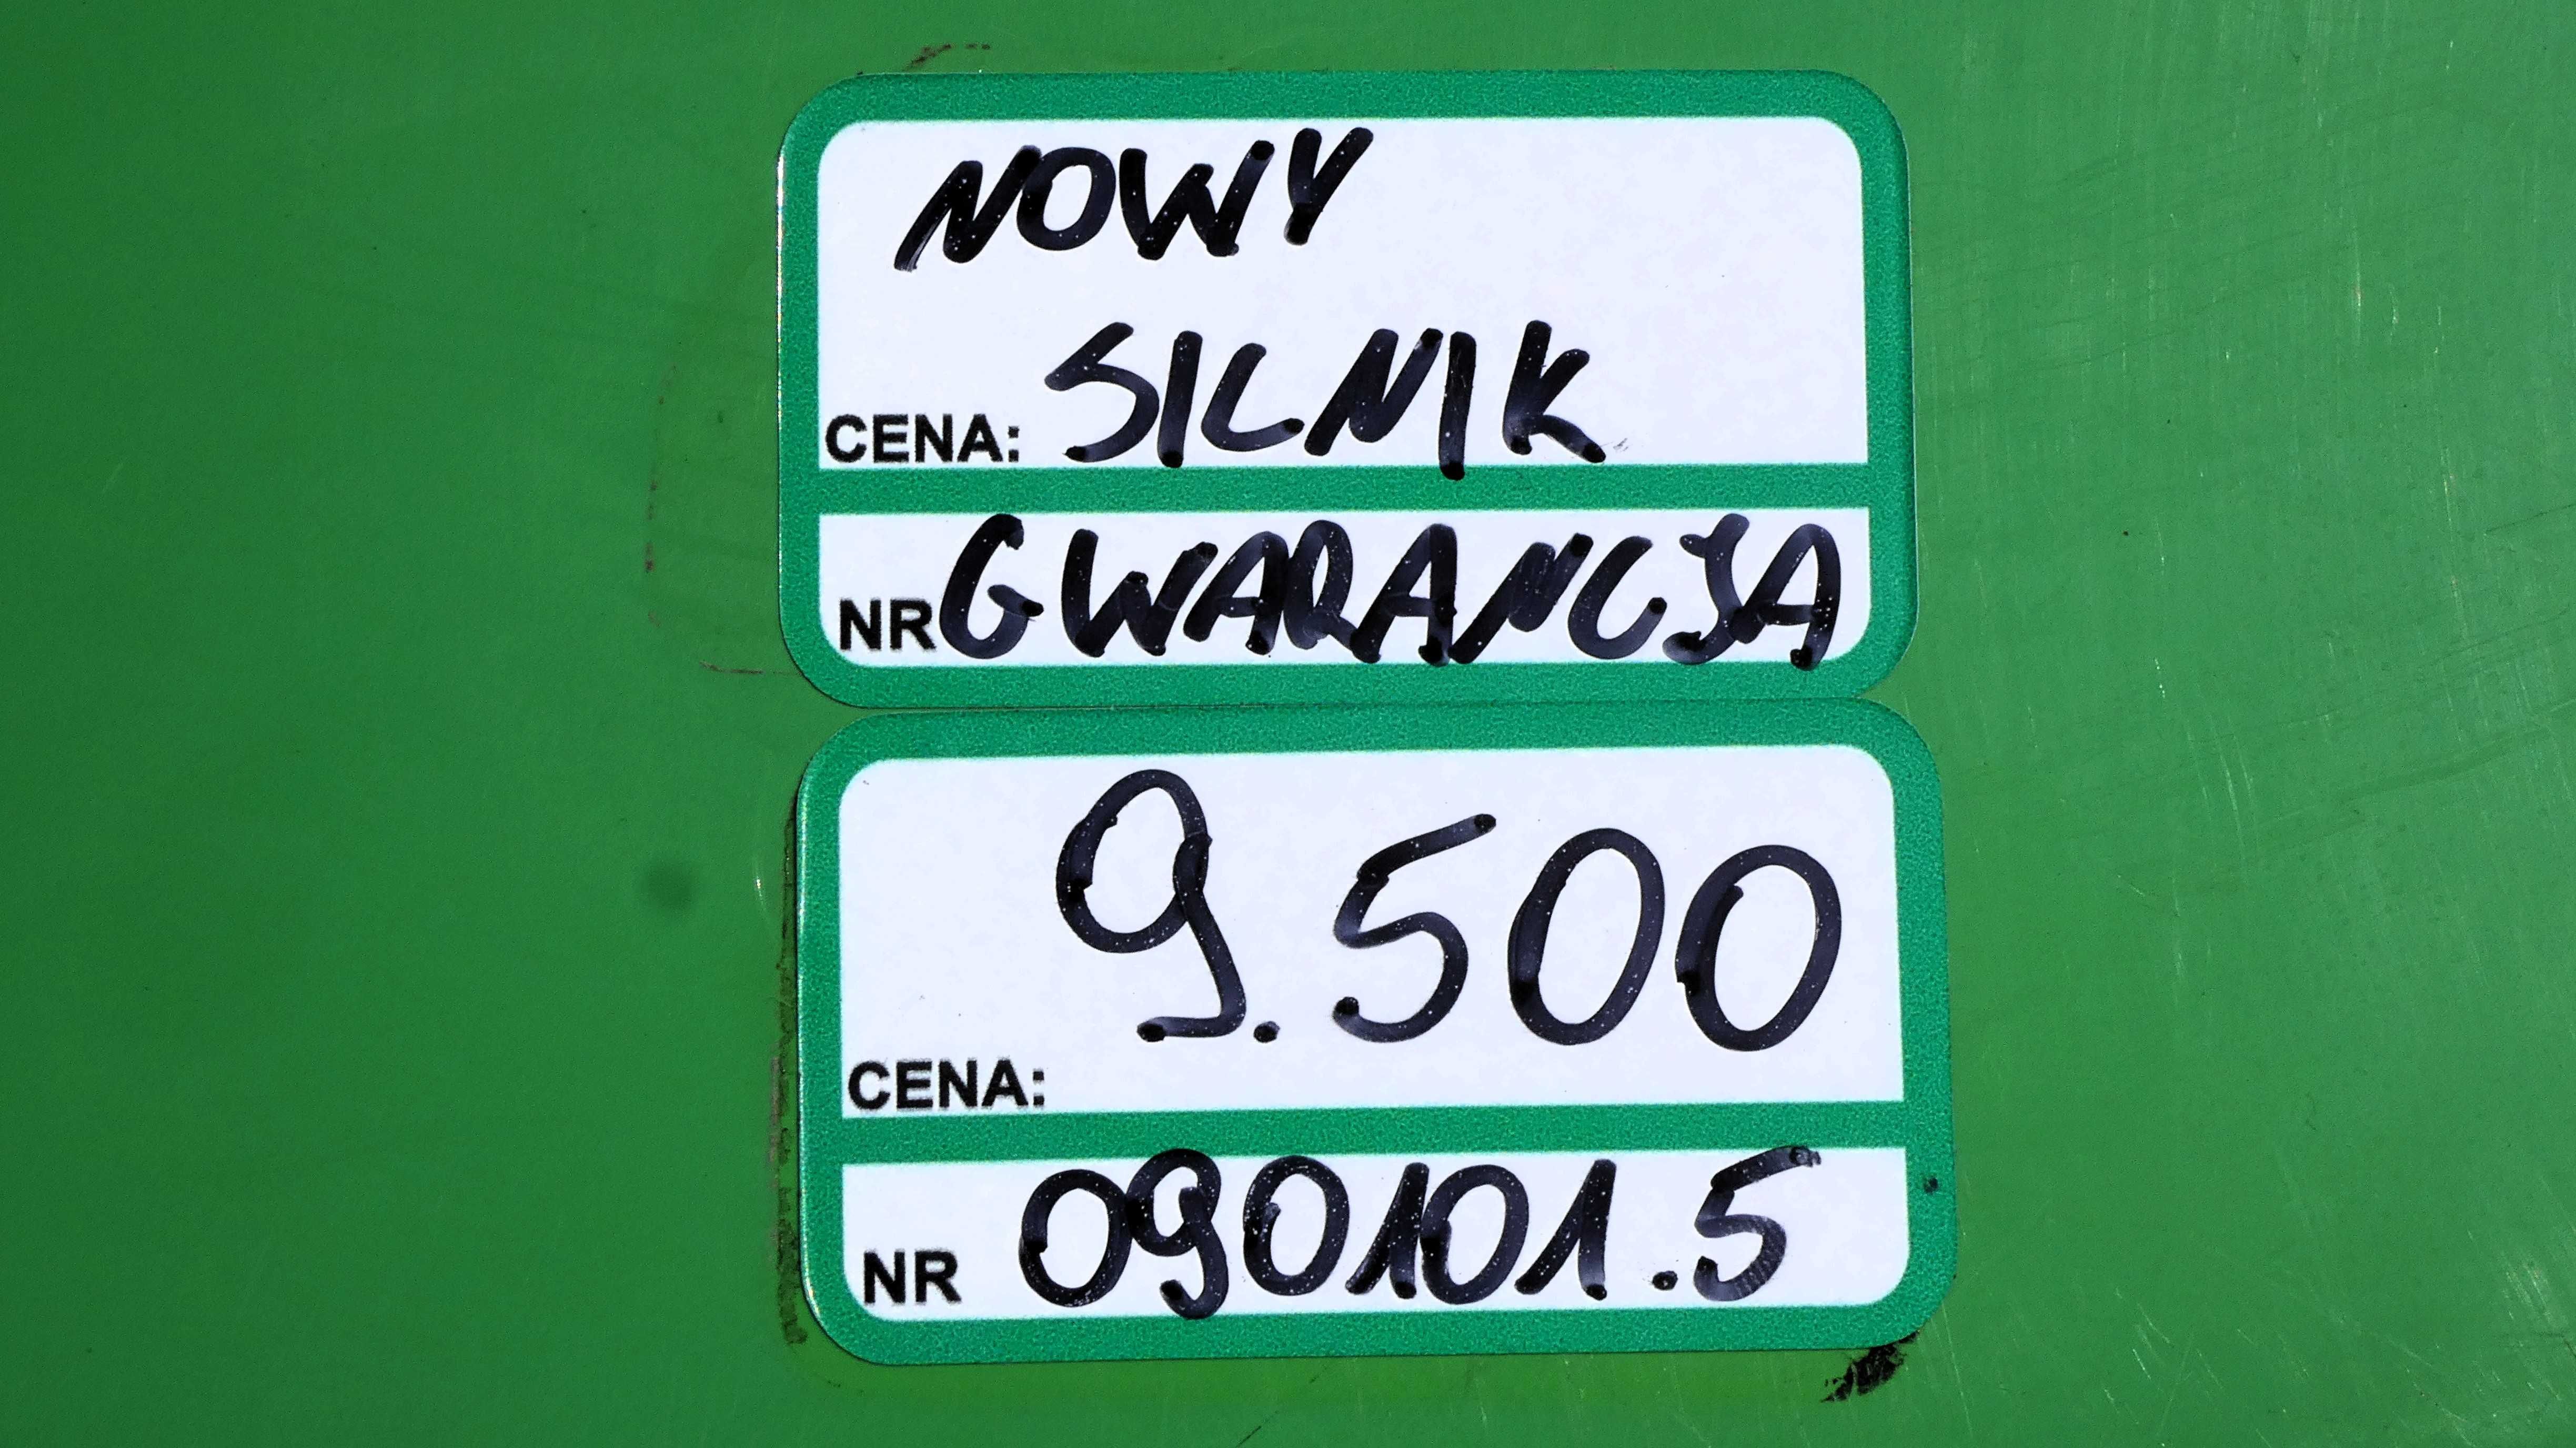 NOWY
CENA: SILNIK
NR GWARANCJA
9.500
CENA:
NR 090101.5